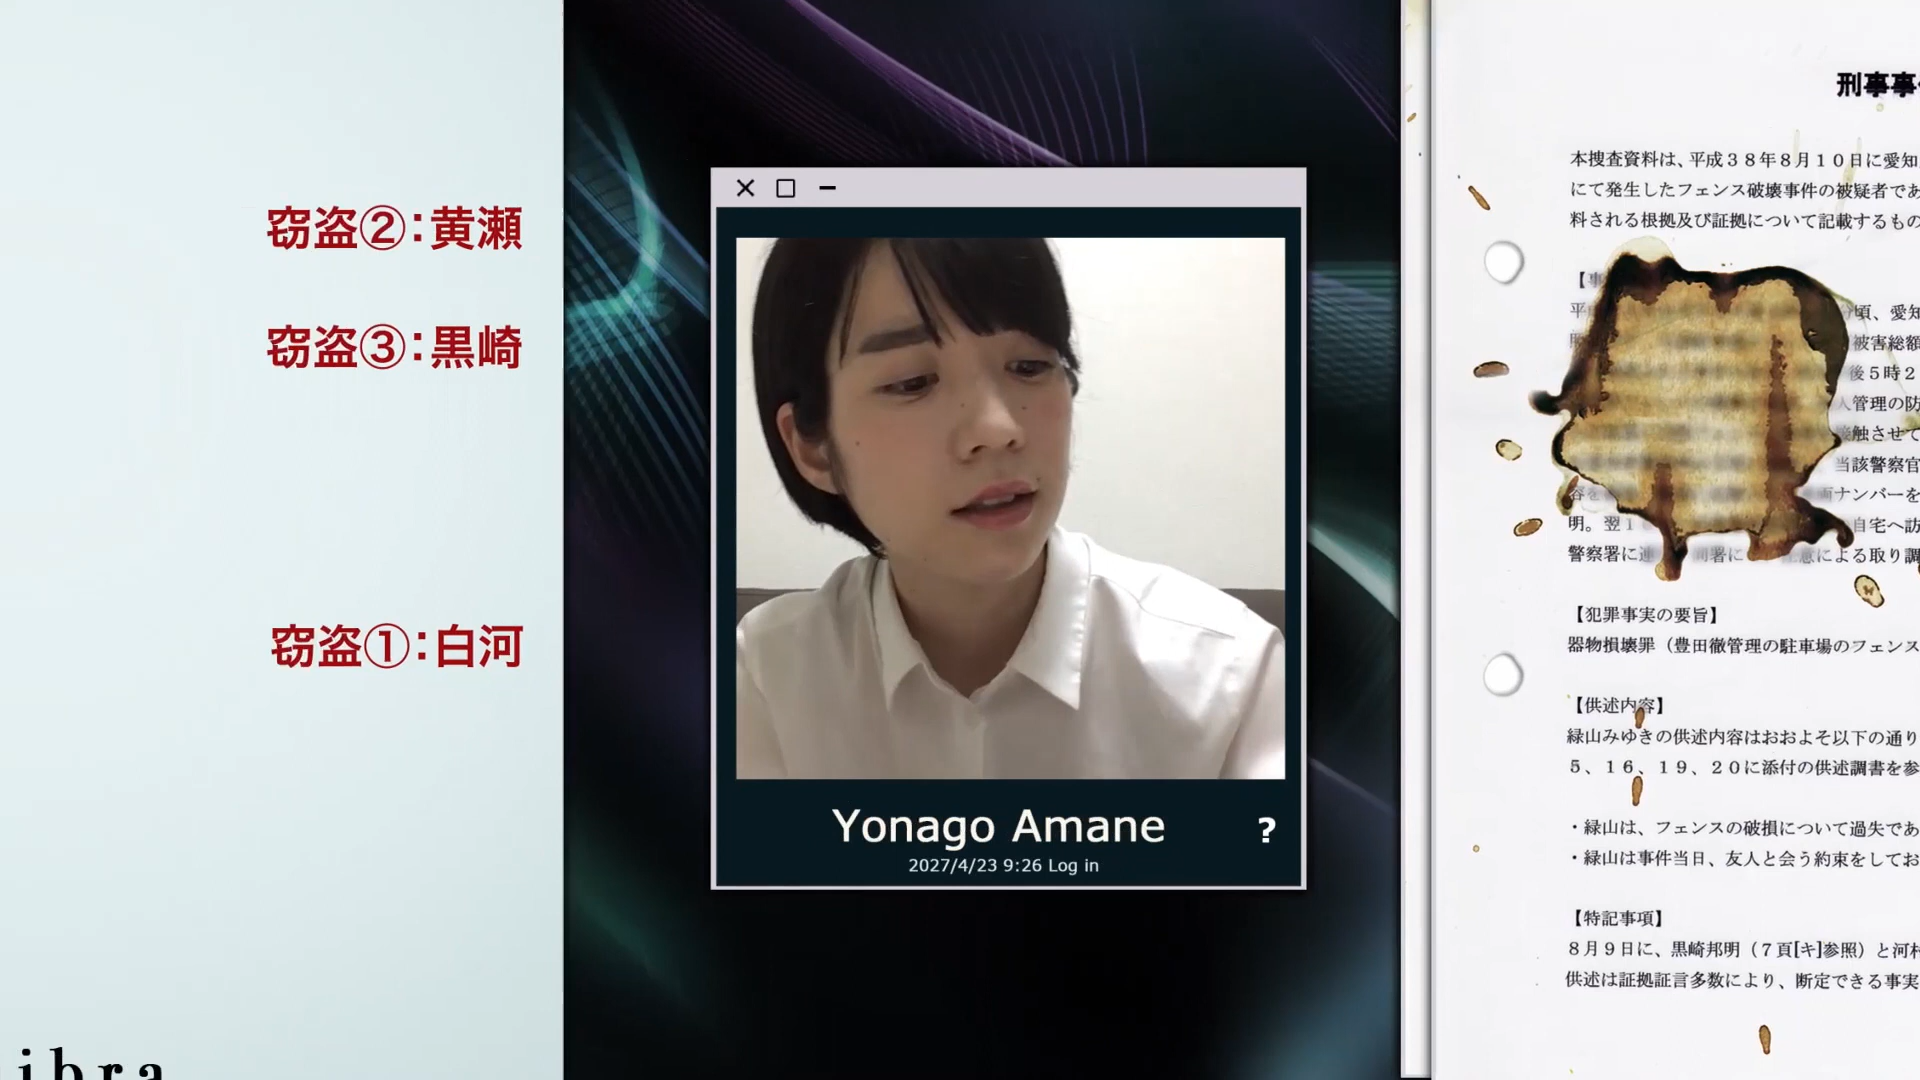 窃盗②：黄瀬
窃盗③：黒崎
窃盗①：白河
ibra
Yonago Amane
?
2027/4/23 9:26 Log in
刑事事
本捜査資料は、平成３８年８月１０日に愛知
にて発生したフェンス破壊事件の被疑者であ
料される根拠及び証拠について記載するもの
【事
平
頃、愛知
被害総額
後５時２
人管理の防
接触させて
当該警察官
両ナンバーを
明。翌１
自宅へ訪
警察署に
同署に
意による取り調
【犯罪事実の要旨】
器物損壊罪（豊田徹管理の駐車場のフェンス
【供述内容】
緑山みゆきの供述内容はおおよそ以下の通り
５、１６、１９、２０に添付の供述調書を参
・緑山は、フェンスの破損について過失であ
・緑山は事件当日、友人と会う約束をしてお
【特記事項】
８月９日に、黒崎邦明（７頁[キ]参照）と河村
供述は証拠証言多数により、断定できる事実